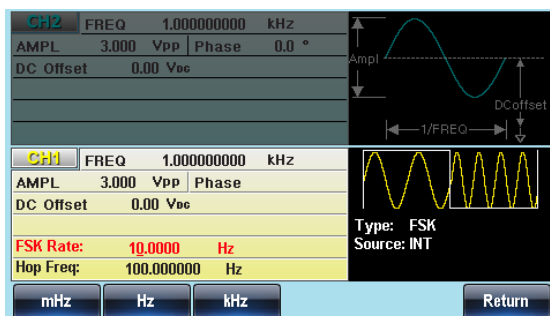 CH2 FREQ 1.000000000 kHz
AMPL 3.000 Vpp Phase 0.0 °
DC Offset 0.00 VDC
Ampl
DCoffset
1/FREQ
CH1 FREQ 1.000000000 kHz
AMPL 3.000 Vpp Phase
DC Offset 0.00 VDC
FSK Rate: 10.0000 Hz
Hop Freq: 100.000000 Hz
Type: FSK
Source: INT
mHz Hz kHz Return